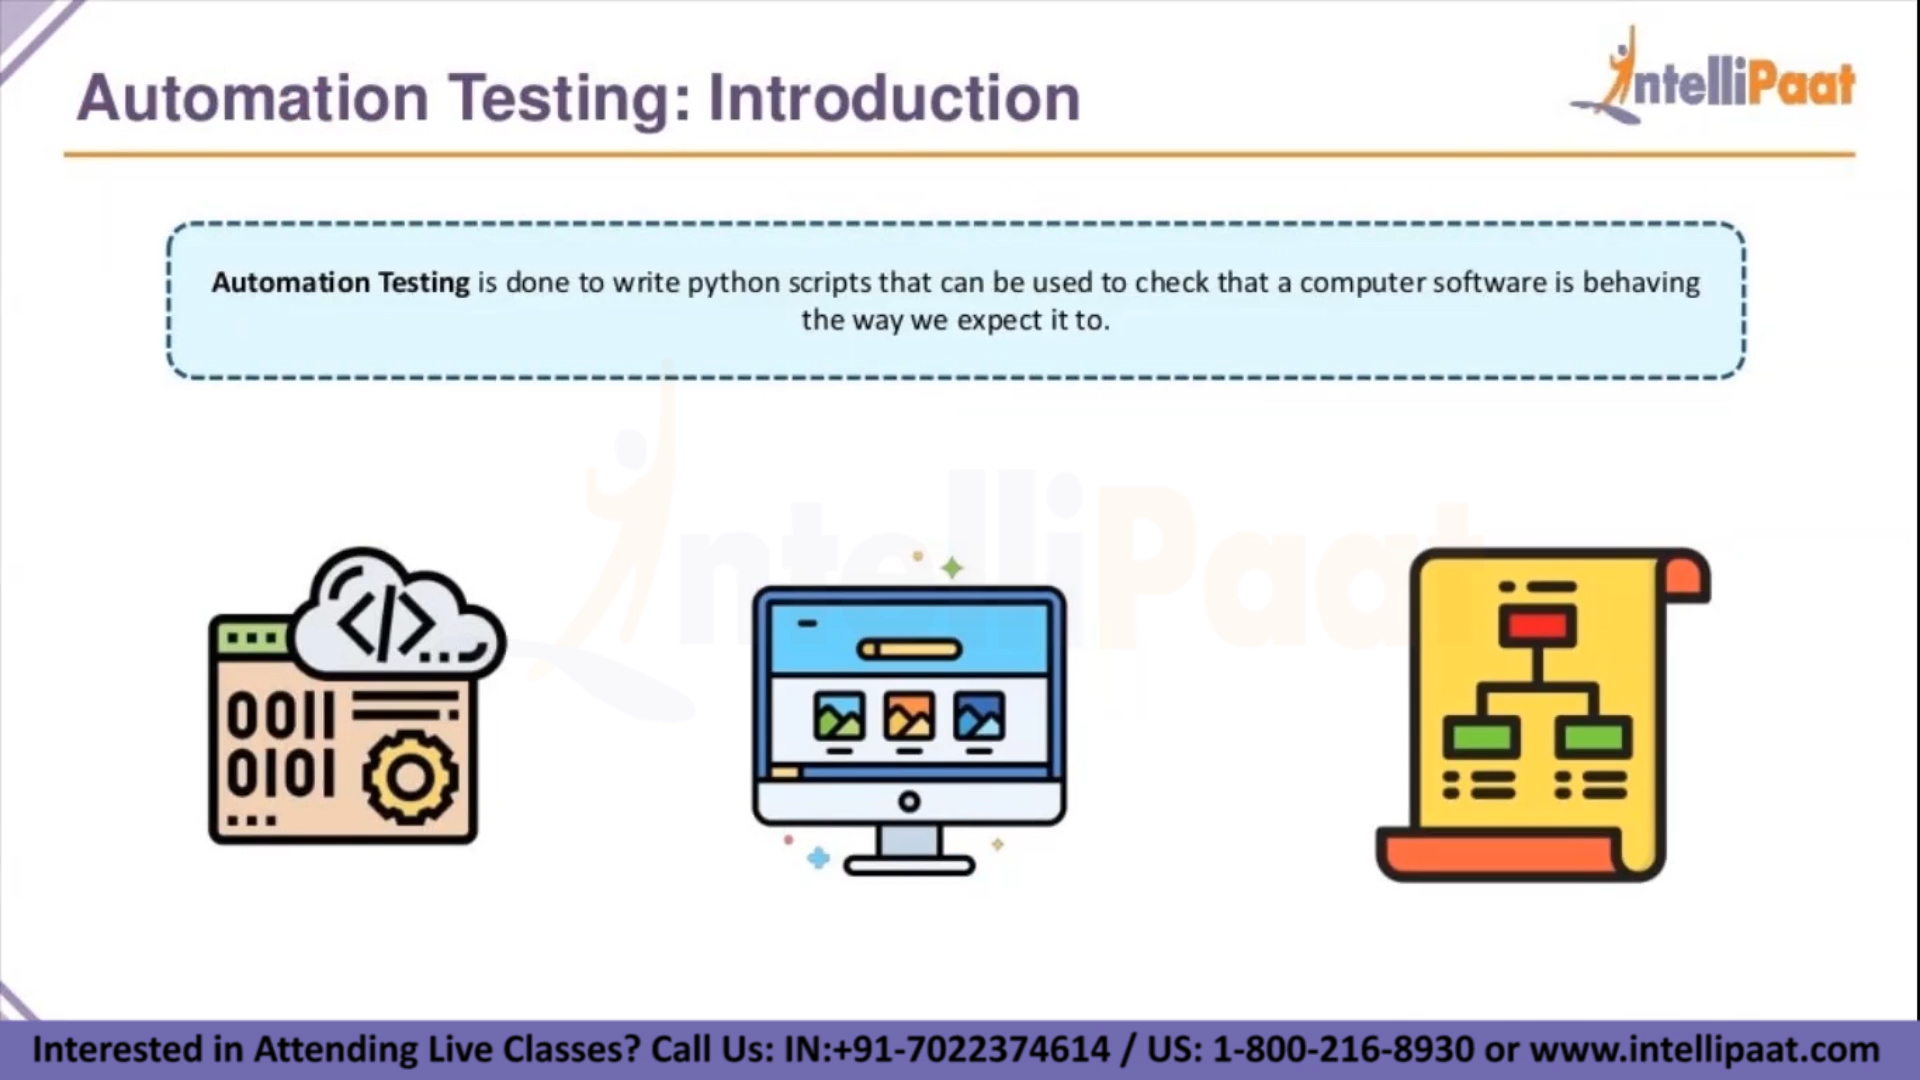 Automation Testing: Introduction
IntelliPaat
Automation Testing is done to write python scripts that can be used to check that a computer software is behaving
the way we expect it to.
IntelliPaat
</>
0011
0101
Interested in Attending Live Classes? Call Us: IN:+91-7022374614 / US: 1-800-216-8930 or www.intellipaat.com